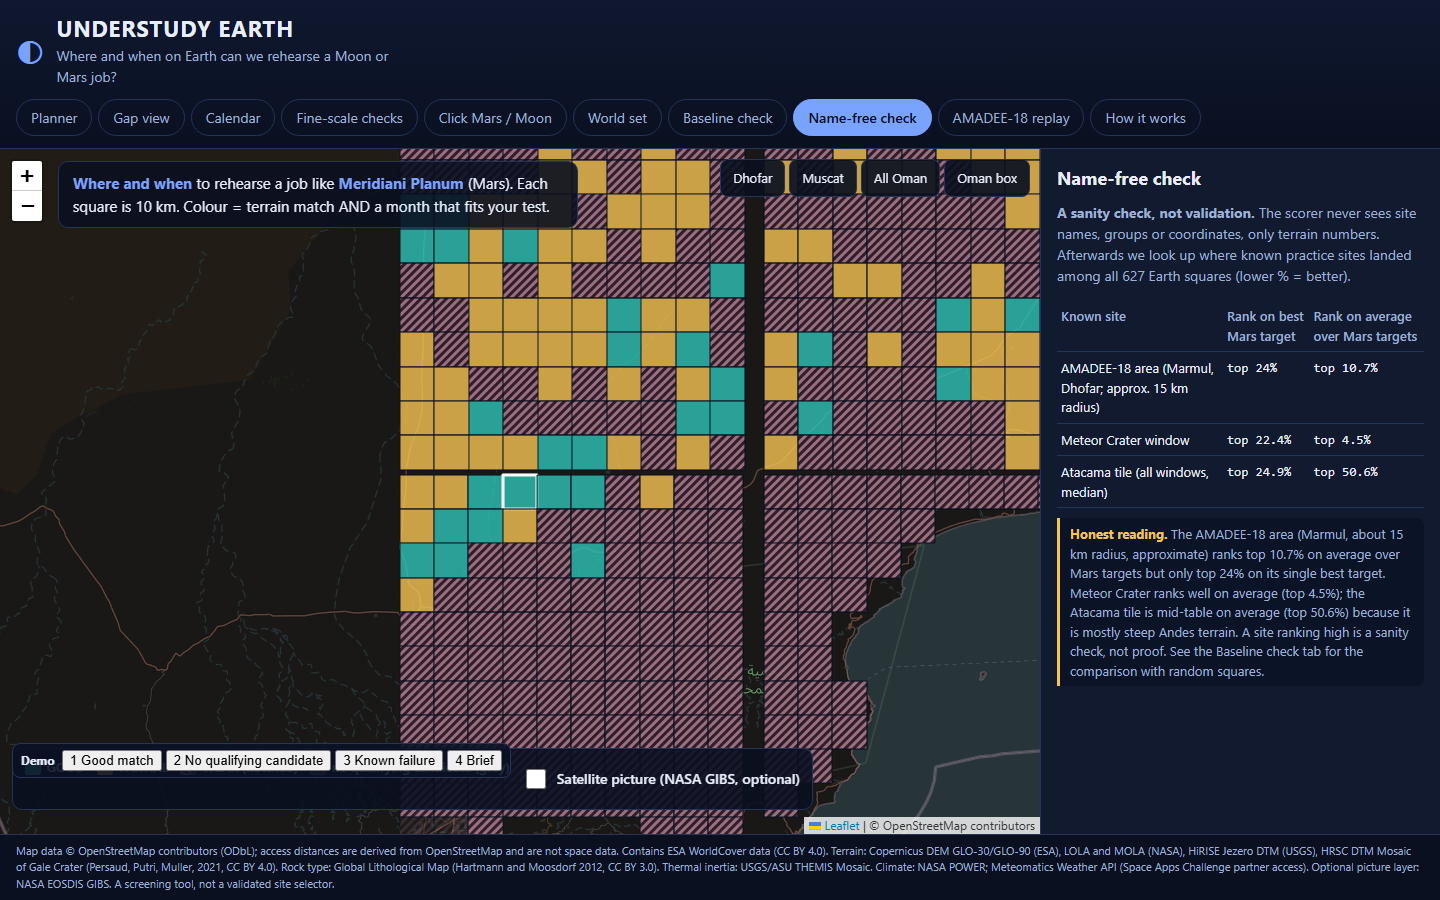 UNDERSTUDY EARTH
Where and when on Earth can we rehearse a Moon or
Mars job?
Planner
Gap view
Calendar
Fine-scale checks
Click Mars / Moon
World set
Baseline check
Name-free check
AMADEE-18 replay
How it works
+
−
Where and when to rehearse a job like Meridiani Planum (Mars). Each
square is 10 km. Colour = terrain match AND a month that fits your test.
Dhofar
Muscat
All Oman
Oman box
Demo
1 Good match
2 No qualifying candidate
3 Known failure
4 Brief
Satellite picture (NASA GIBS, optional)
Leaflet | © OpenStreetMap contributors
Name-free check
A sanity check, not validation. The scorer never sees site
names, groups or coordinates, only terrain numbers.
Afterwards we look up where known practice sites landed
among all 627 Earth squares (lower % = better).
Known site
Rank on best
Mars target
Rank on average
over Mars targets
AMADEE-18 area (Marmul,
Dhofar; approx. 15 km
radius)
top 24%
top 10.7%
Meteor Crater window
top 22.4%
top 4.5%
Atacama tile (all windows,
median)
top 24.9%
top 50.6%
Honest reading. The AMADEE-18 area (Marmul, about 15
km radius, approximate) ranks top 10.7% on average over
Mars targets but only top 24% on its single best target.
Meteor Crater ranks well on average (top 4.5%); the
Atacama tile is mid-table on average (top 50.6%) because it
is mostly steep Andes terrain. A site ranking high is a sanity
check, not proof. See the Baseline check tab for the
comparison with random squares.
Map data © OpenStreetMap contributors (ODbL); access distances are derived from OpenStreetMap and are not space data. Contains ESA WorldCover data (CC BY 4.0). Terrain: Copernicus DEM GLO-30/GLO-90 (ESA), LOLA and MOLA (NASA), HiRISE Jezero DTM (USGS), HRSC DTM Mosaic
of Gale Crater (Persaud, Putri, Muller, 2021, CC BY 4.0). Rock type: Global Lithological Map (Hartmann and Moosdorf 2012, CC BY 3.0). Thermal inertia: USGS/ASU THEMIS Mosaic. Climate: NASA POWER; Meteomatics Weather API (Space Apps Challenge partner access). Optional picture layer:
NASA EOSDIS GIBS. A screening tool, not a validated site selector.